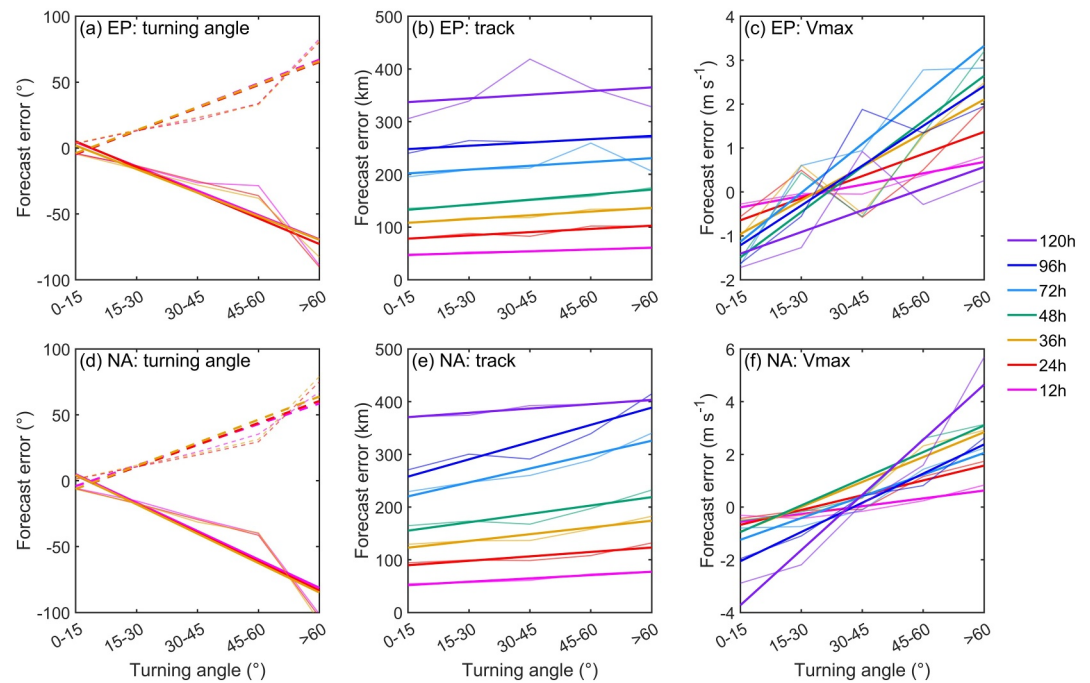 (a) EP: turning angle
100
50
0
-50
-100
Forecast error (°)
0-15
15-30
30-45
45-60
>60
(b) EP: track
500
400
300
200
100
0
Forecast error (km)
0-15
15-30
30-45
45-60
>60
(c) EP: Vmax
4
3
2
1
0
-1
-2
Forecast error (m s⁻¹)
0-15
15-30
30-45
45-60
>60
120h
96h
72h
48h
36h
24h
12h
(d) NA: turning angle
100
50
0
-50
-100
Forecast error (°)
0-15
15-30
30-45
45-60
>60
Turning angle (°)
(e) NA: track
500
400
300
200
100
0
Forecast error (km)
0-15
15-30
30-45
45-60
>60
Turning angle (°)
(f) NA: Vmax
6
4
2
0
-2
-4
Forecast error (m s⁻¹)
0-15
15-30
30-45
45-60
>60
Turning angle (°)